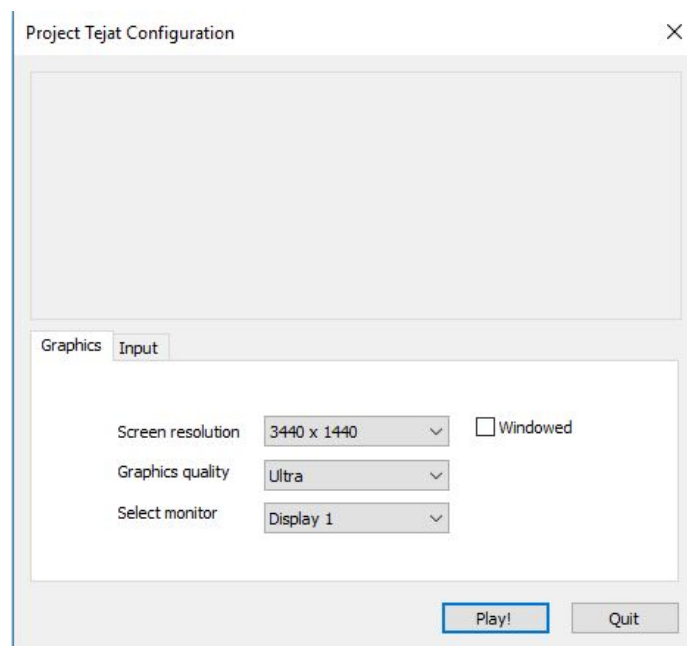 Project Tejat Configuration
Graphics Input
Screen resolution 3440 x 1440 Windowed
Graphics quality Ultra
Select monitor Display 1
Play! Quit